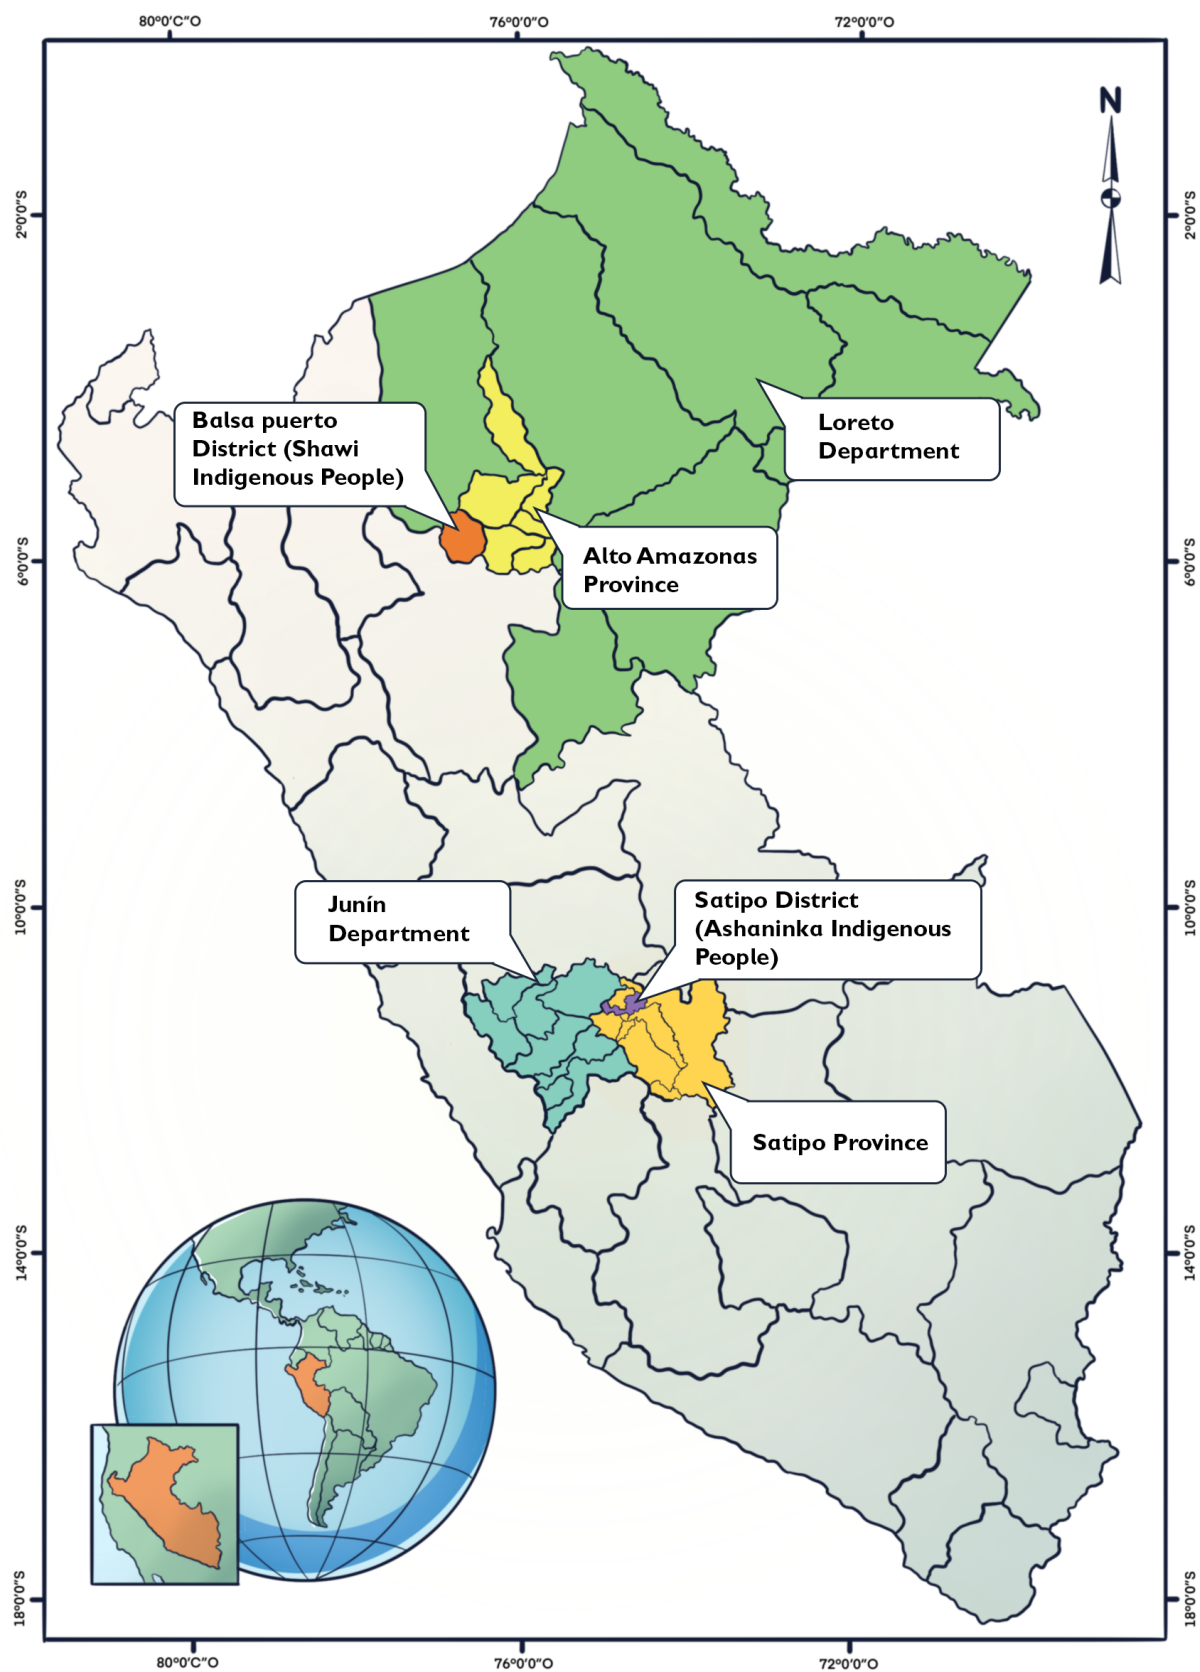 80º0'C"O
76º0'0"O
72º0'0"O
N
2º0'0"S
2º0'0"S
Balsa puerto
District (Shawi
Indigenous People)
Loreto
Department
Alto Amazonas
Province
6º0'0"S
6º0'0"S
Junín
Department
Satipo District
(Ashaninka Indigenous
People)
10º0'0"S
10º0'0"S
Satipo Province
14º0'0"S
14º0'0"S
18º0'0"S
18º0'0"S
80º0'C"O
76º0'0"O
72º0'0"O